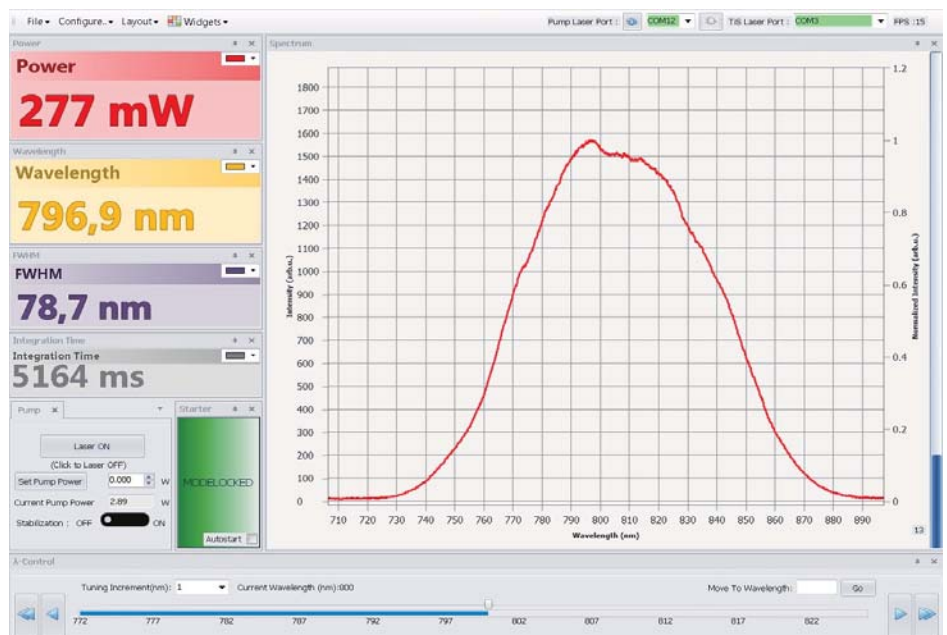 File Configure.. Layout Widgets Pump Laser Port : COM12 TiS Laser Port : COM3 FPS :15
Power
Power
277 mW
Wavelength
Wavelength
796,9 nm
FWHM
FWHM
78,7 nm
Integration Time
Integration Time
5164 ms
Pump
Laser ON
(Click to Laser OFF)
Set Pump Power 0.000 W
Current Pump Power 2.89 W
Stabilization : OFF ON
Starter
MODELOCKED
Autostart
Spectrum
Intensity (arb.u.)
1800
1700
1600
1500
1400
1300
1200
1100
1000
900
800
700
600
500
400
300
200
100
0
710 720 730 740 750 760 770 780 790 800 810 820 830 840 850 860 870 880 890
Wavelength (nm)
1.2
1
0.8
0.6
0.4
0.2
0
Normalized Intensity (arb.u.)
13
λ-Control
Tuning Increment(nm): 1 Current Wavelength (nm):800 Move To Wavelength: Go
772 777 782 787 792 797 802 807 812 817 822